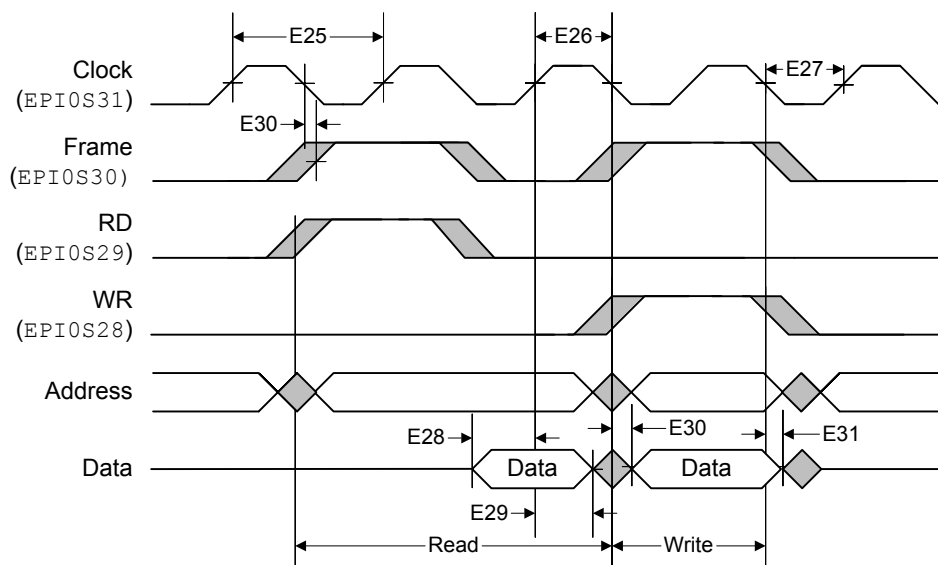 E25
E26
Clock
(EPI0S31)
E27
E30
Frame
(EPI0S30)
RD
(EPI0S29)
WR
(EPI0S28)
Address
E28
E30
E31
Data
Data
Data
E29
Read
Write